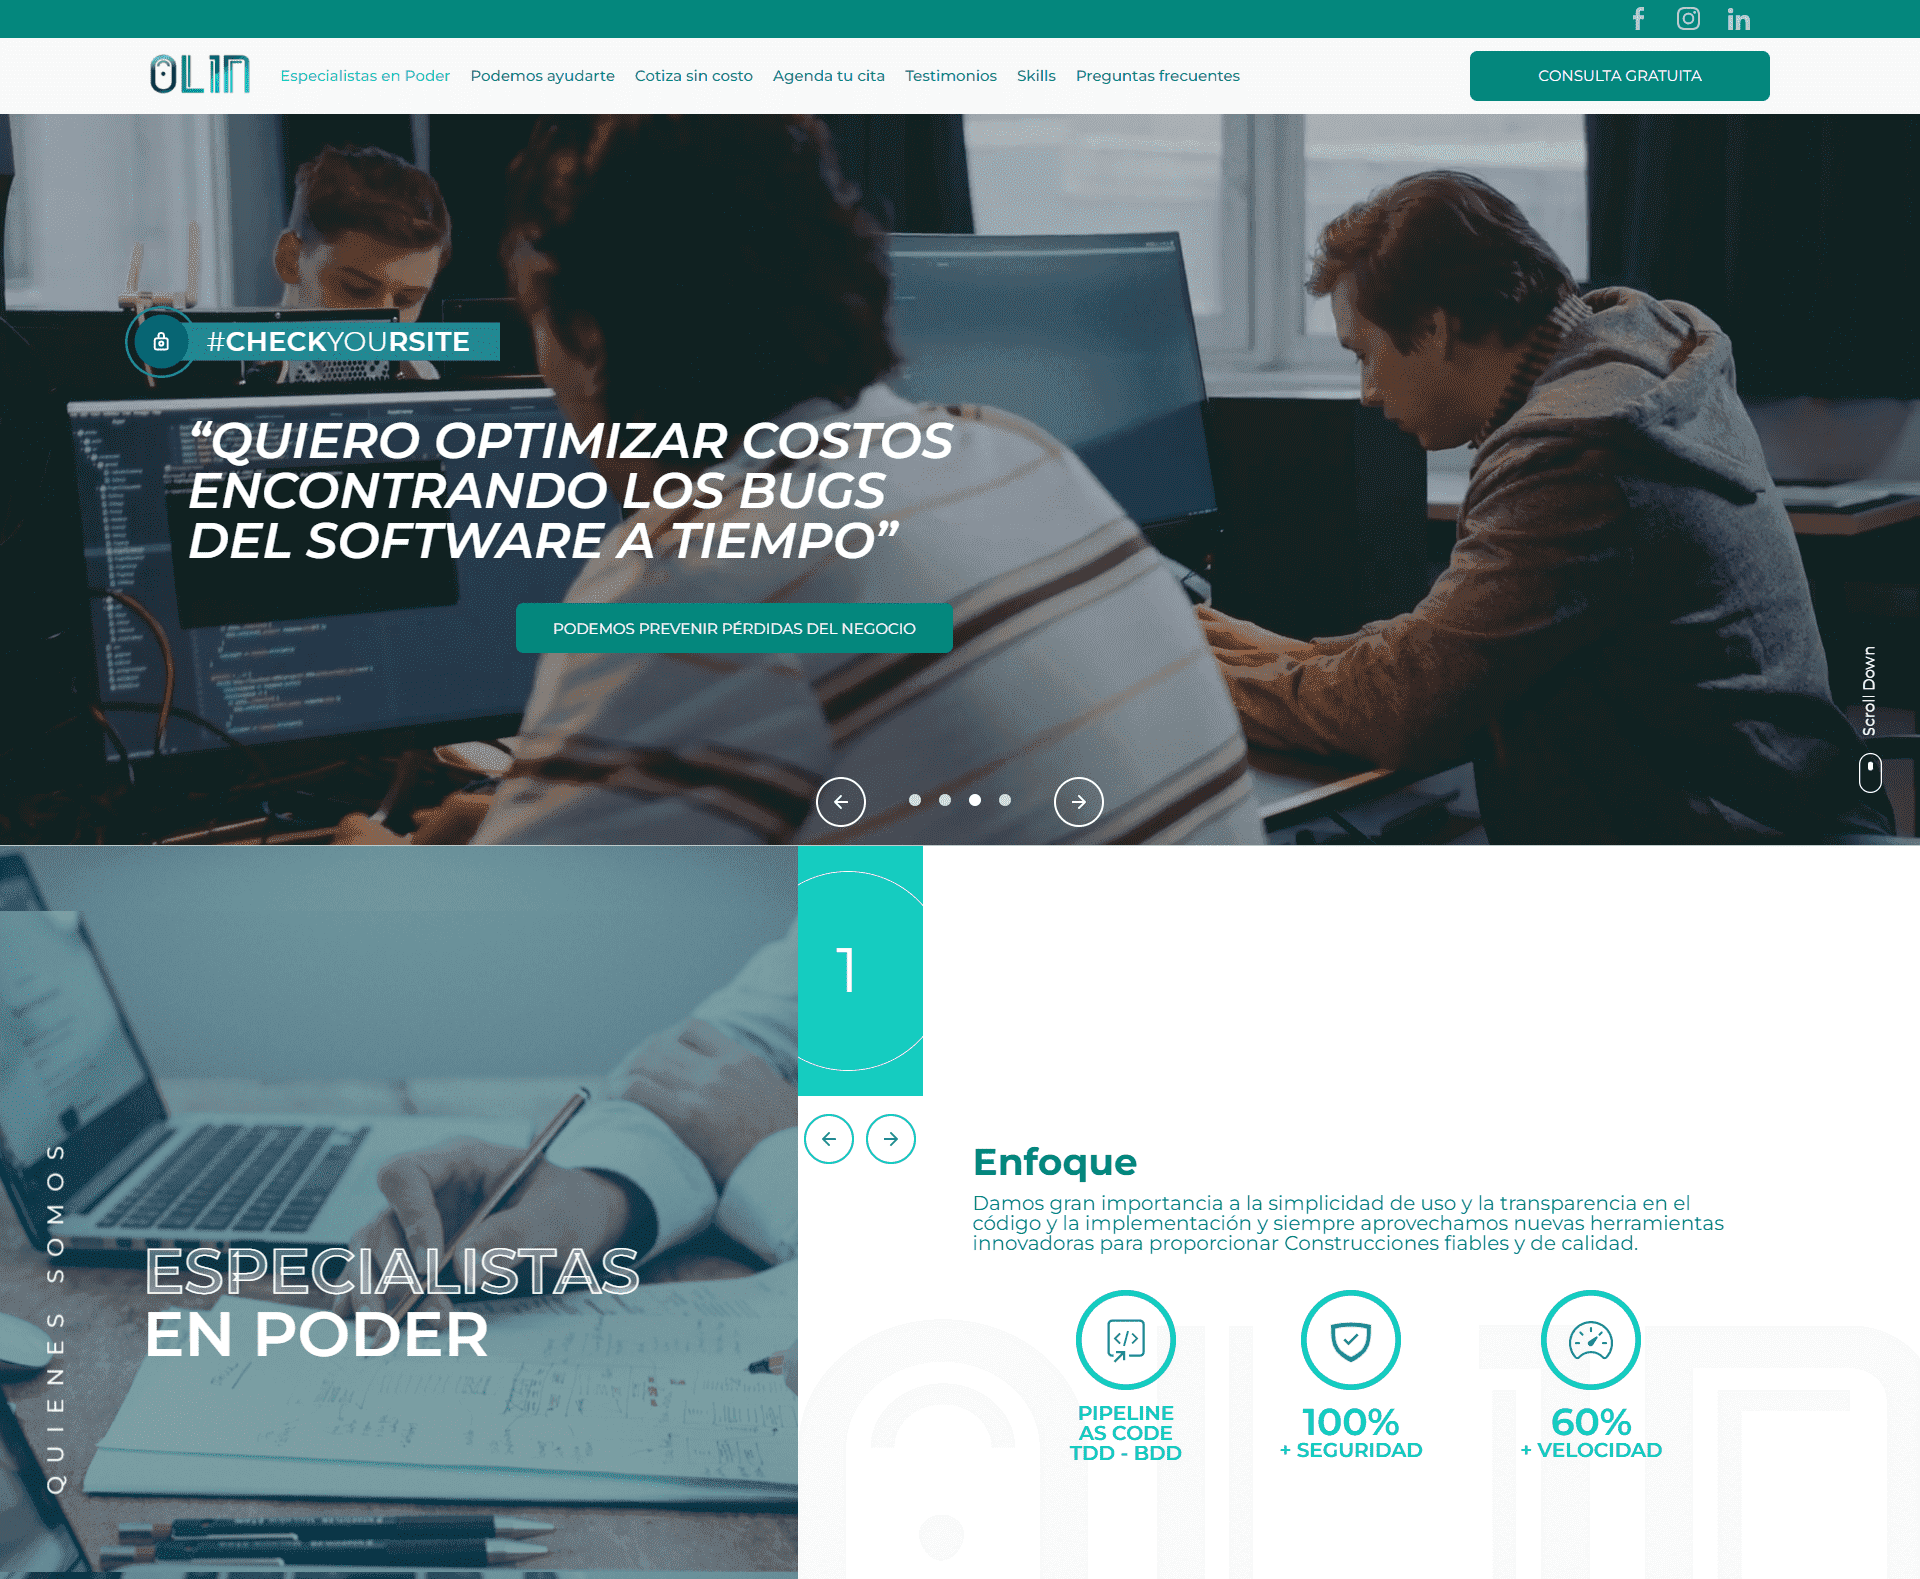 OLIN
Especialistas en Poder
Podemos ayudarte
Cotiza sin costo
Agenda tu cita
Testimonios
Skills
Preguntas frecuentes
CONSULTA GRATUITA
#CHECKYOURSITE
“QUIERO OPTIMIZAR COSTOS
ENCONTRANDO LOS BUGS
DEL SOFTWARE A TIEMPO”
PODEMOS PREVENIR PÉRDIDAS DEL NEGOCIO
Scroll Down
QUIENES SOMOS
ESPECIALISTAS
EN PODER
1
Enfoque
Damos gran importancia a la simplicidad de uso y la transparencia en el
código y la implementación y siempre aprovechamos nuevas herramientas
innovadoras para proporcionar Construcciones fiables y de calidad.
PIPELINE
AS CODE
TDD - BDD
100%
+ SEGURIDAD
60%
+ VELOCIDAD